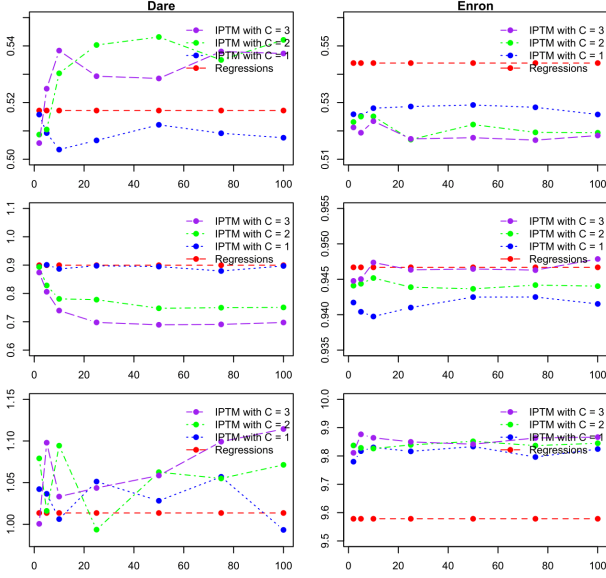 Dare
Enron
0.54
0.52
0.50
IPTM with C = 3
IPTM with C = 2
IPTM with C = 1
Regressions
0 20 40 60 80 100
0.55
0.53
0.51
IPTM with C = 3
IPTM with C = 2
IPTM with C = 1
Regressions
0 20 40 60 80 100
1.1
1.0
0.9
0.8
0.7
0.6
IPTM with C = 3
IPTM with C = 2
IPTM with C = 1
Regressions
0 20 40 60 80 100
0.955
0.945
0.935
IPTM with C = 3
IPTM with C = 2
IPTM with C = 1
Regressions
0 20 40 60 80 100
1.15
1.10
1.05
1.00
IPTM with C = 3
IPTM with C = 2
IPTM with C = 1
Regressions
0 20 40 60 80 100
10.0
9.9
9.8
9.7
9.6
9.5
IPTM with C = 3
IPTM with C = 2
IPTM with C = 1
Regressions
0 20 40 60 80 100